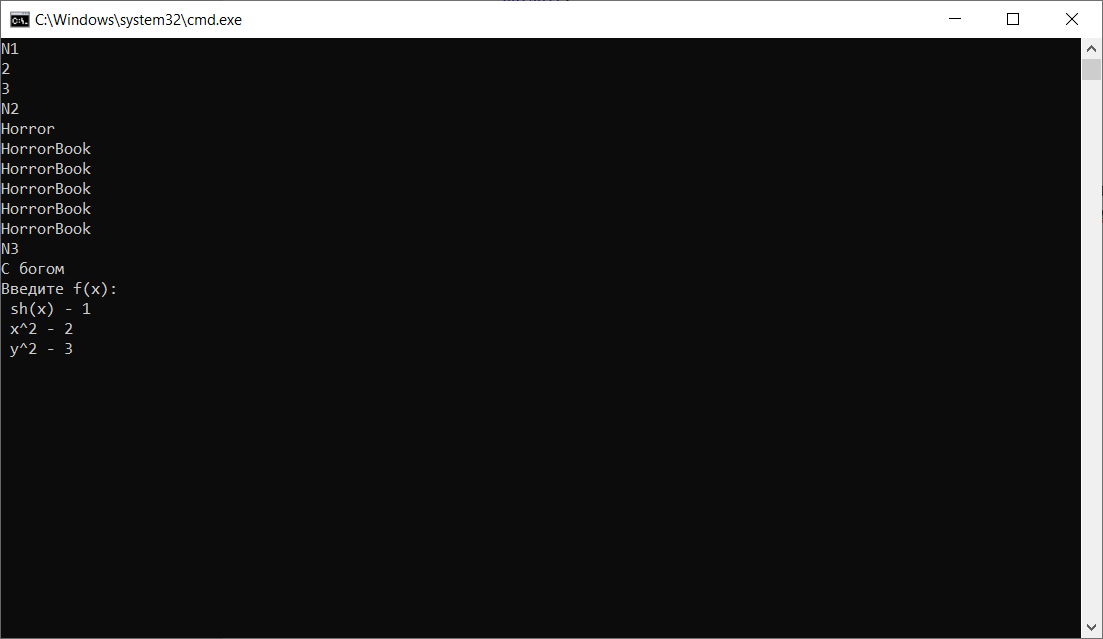 C:\Windows\system32\cmd.exe
N1
2
3
N2
Horror
HorrorBook
HorrorBook
HorrorBook
HorrorBook
HorrorBook
N3
С богом
Введите f(x):
sh(x) - 1
x^2 - 2
y^2 - 3